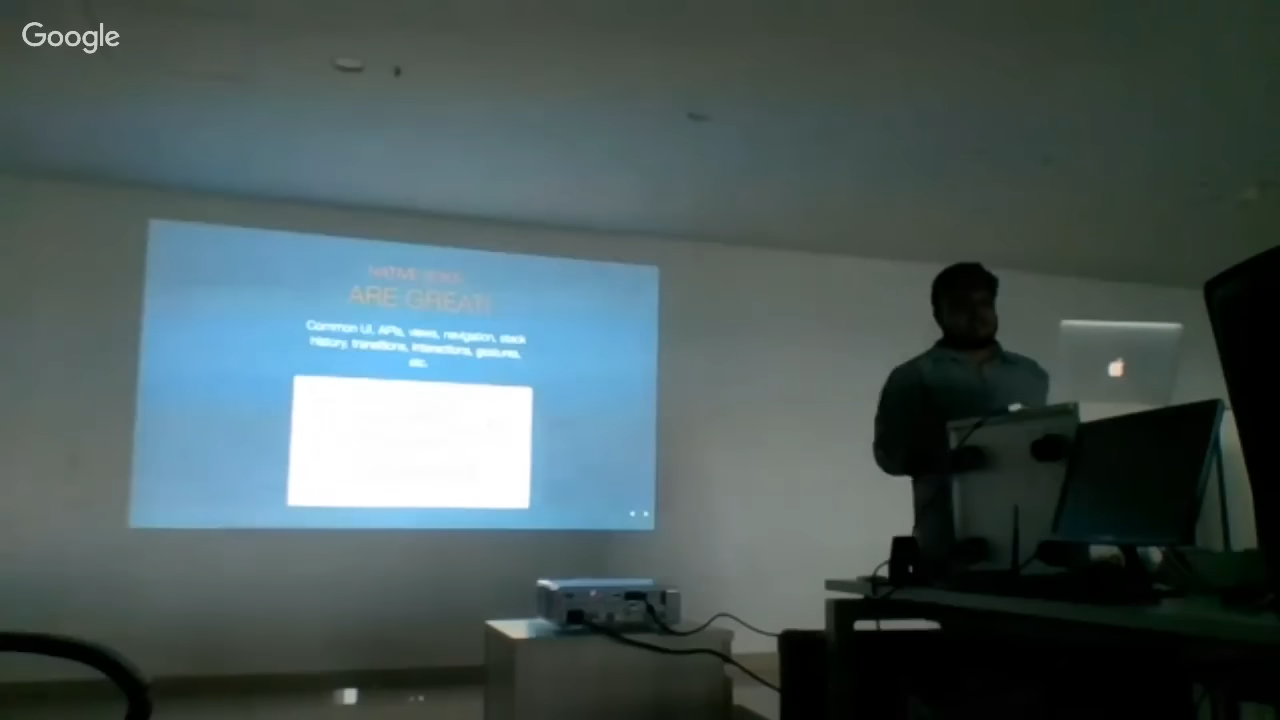 Google
NATIVE
ARE GREAT!
Common UI, APIs, views, navigation, stack
history, transitions, interactions, gestures,
etc.